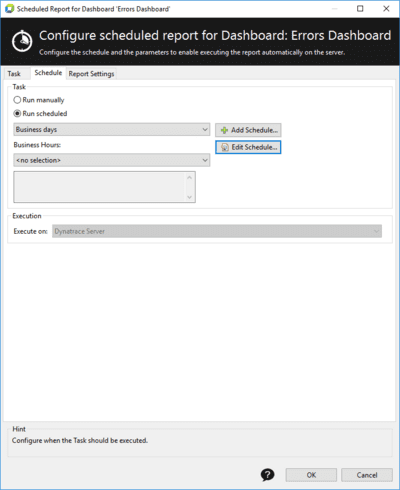 Scheduled Report for Dashboard 'Errors Dashboard'
Configure scheduled report for Dashboard: Errors Dashboard
Configure the schedule and the parameters to enable executing the report automatically on the server.
Task Schedule Report Settings
Task
Run manually
Run scheduled
Business days Add Schedule...
Business Hours: Edit Schedule...
<no selection>
Execution
Execute on: Dynatrace Server
Hint
Configure when the Task should be executed.
? OK Cancel